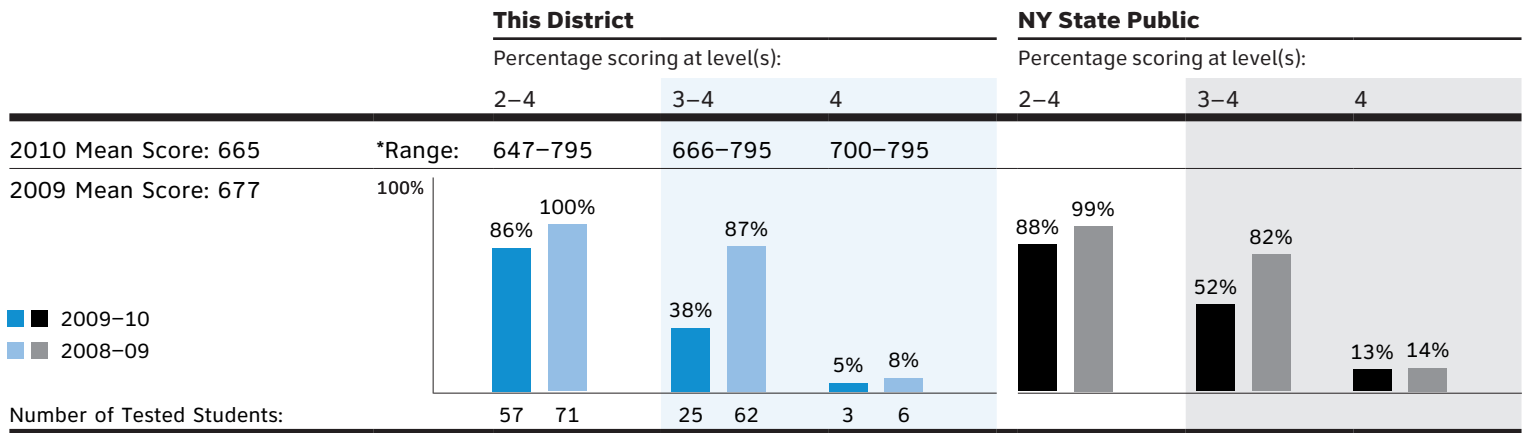 This District NY State Public
Percentage scoring at level(s): Percentage scoring at level(s):
2–4 3–4 4 2–4 3–4 4
2010 Mean Score: 665 *Range: 647–795 666–795 700–795
2009 Mean Score: 677 100%
86% 100% 38% 87% 5% 8% 88% 99% 52% 82% 13% 14%
2009–10
2008–09
Number of Tested Students: 57 71 25 62 3 6